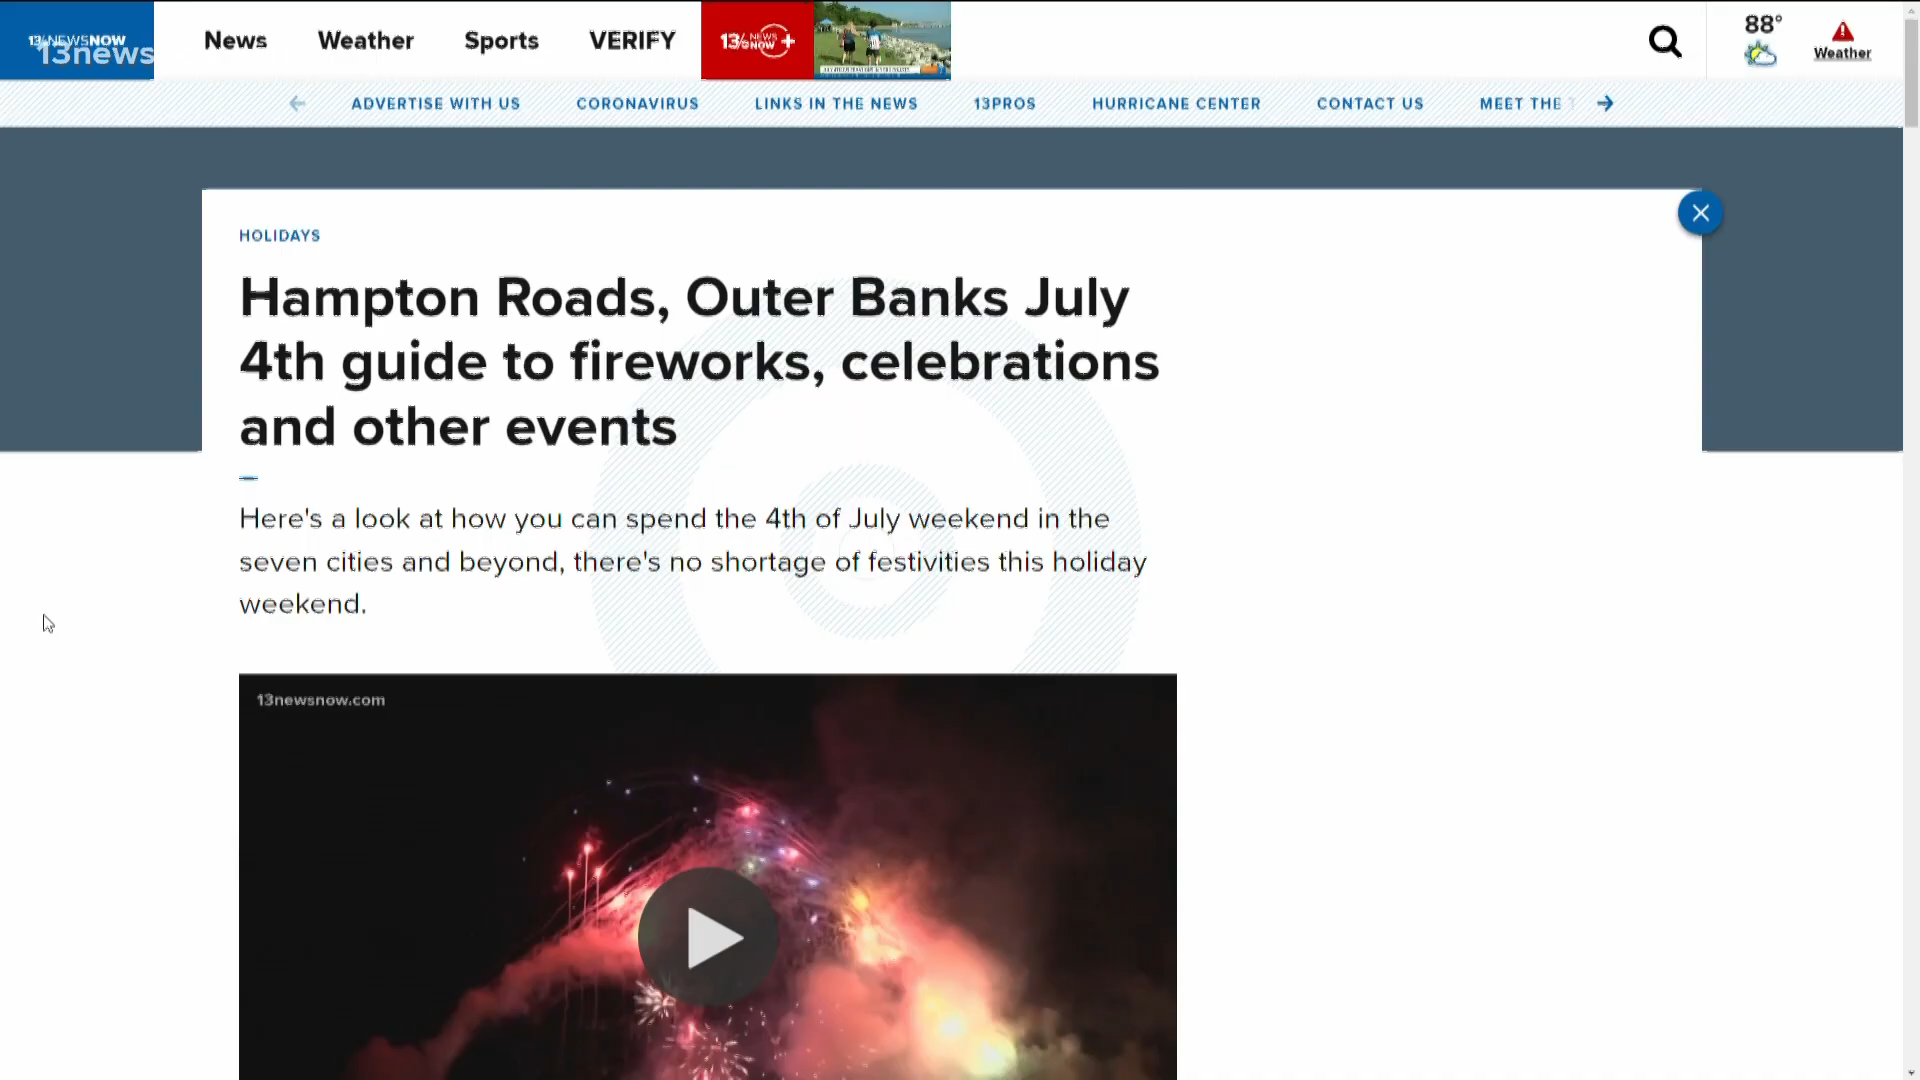 13NEWSNOW
13news
News
Weather
Sports
VERIFY
13NEWS NOW+
88°
Weather
ADVERTISE WITH US
CORONAVIRUS
LINKS IN THE NEWS
13PROS
HURRICANE CENTER
CONTACT US
MEET THE
HOLIDAYS
Hampton Roads, Outer Banks July
4th guide to fireworks, celebrations
and other events
Here's a look at how you can spend the 4th of July weekend in the
seven cities and beyond, there's no shortage of festivities this holiday
weekend.
13newsnow.com